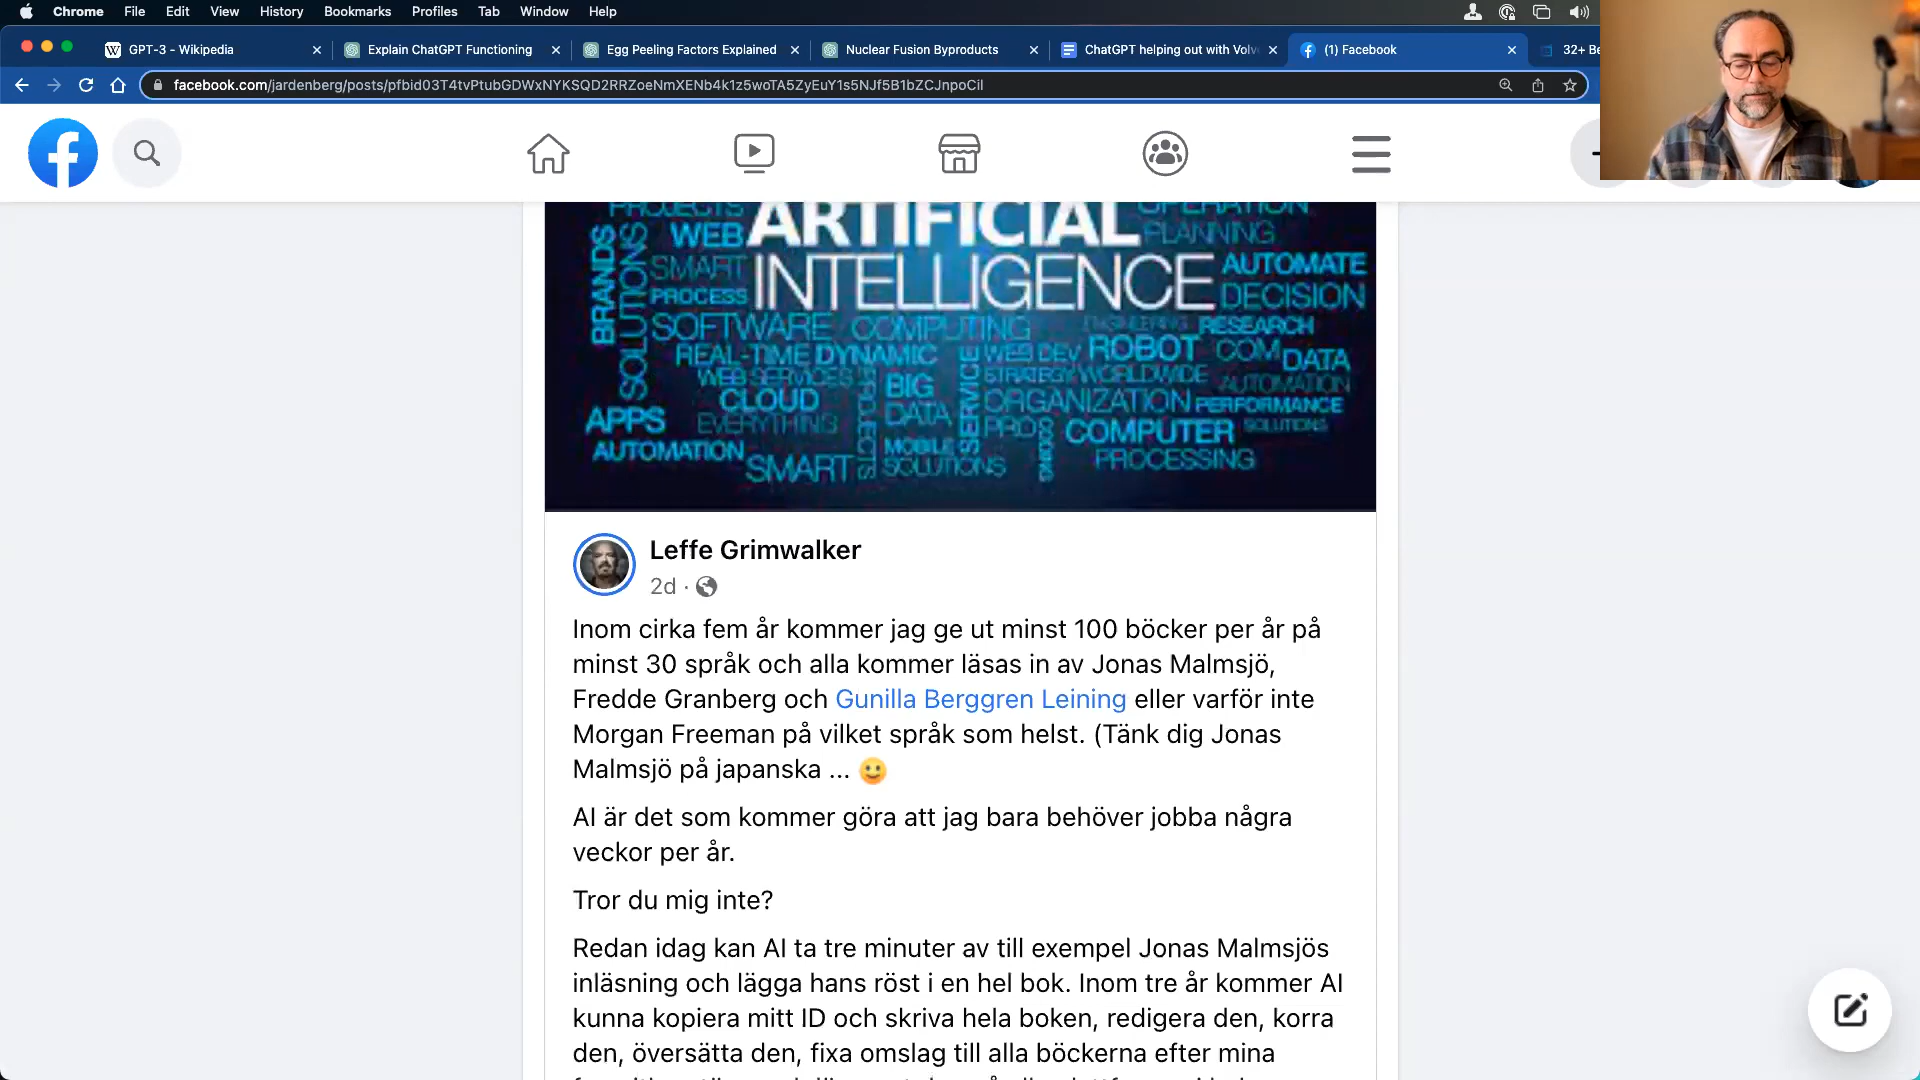 Chrome File Edit View History Bookmarks Profiles Tab Window Help
GPT-3 - Wikipedia Explain ChatGPT Functioning Egg Peeling Factors Explained Nuclear Fusion Byproducts ChatGPT helping out with Volv (1) Facebook 32+ Be
facebook.com/jardenberg/posts/pfbid03T4tvPtubGDWxNYKSQD2RRZoeNmXENb4k1z5woTA5ZyEuY1s5NJf5B1bZCJnpoCil
PROJECTS ARTIFICIAL OPERATION
WEB PLANNING
BRANDS SOLUTIONS SMART INTELLIGENCE AUTOMATE
PROCESS DECISION
SOFTWARE COMPUTING ENGINEERING RESEARCH
REAL-TIME DYNAMIC WEB DEV ROBOT COM DATA
WEB SERVICES BIG SERVICE STRATEGY WORLDWIDE AUTOMATION
CLOUD DATA ORGANIZATION PERFORMANCE
APPS EVERYTHING PROJECTS PRO CODING COMPUTER SOLUTIONS
AUTOMATION MOBILE
SMART SOLUTIONS PROCESSING
Leffe Grimwalker
2d ·
Inom cirka fem år kommer jag ge ut minst 100 böcker per år på
minst 30 språk och alla kommer läsas in av Jonas Malmsjö,
Fredde Granberg och Gunilla Berggren Leining eller varför inte
Morgan Freeman på vilket språk som helst. (Tänk dig Jonas
Malmsjö på japanska ... 🙂
AI är det som kommer göra att jag bara behöver jobba några
veckor per år.
Tror du mig inte?
Redan idag kan AI ta tre minuter av till exempel Jonas Malmsjös
inläsning och lägga hans röst i en hel bok. Inom tre år kommer AI
kunna kopiera mitt ID och skriva hela boken, redigera den, korra
den, översätta den, fixa omslag till alla böckerna efter mina